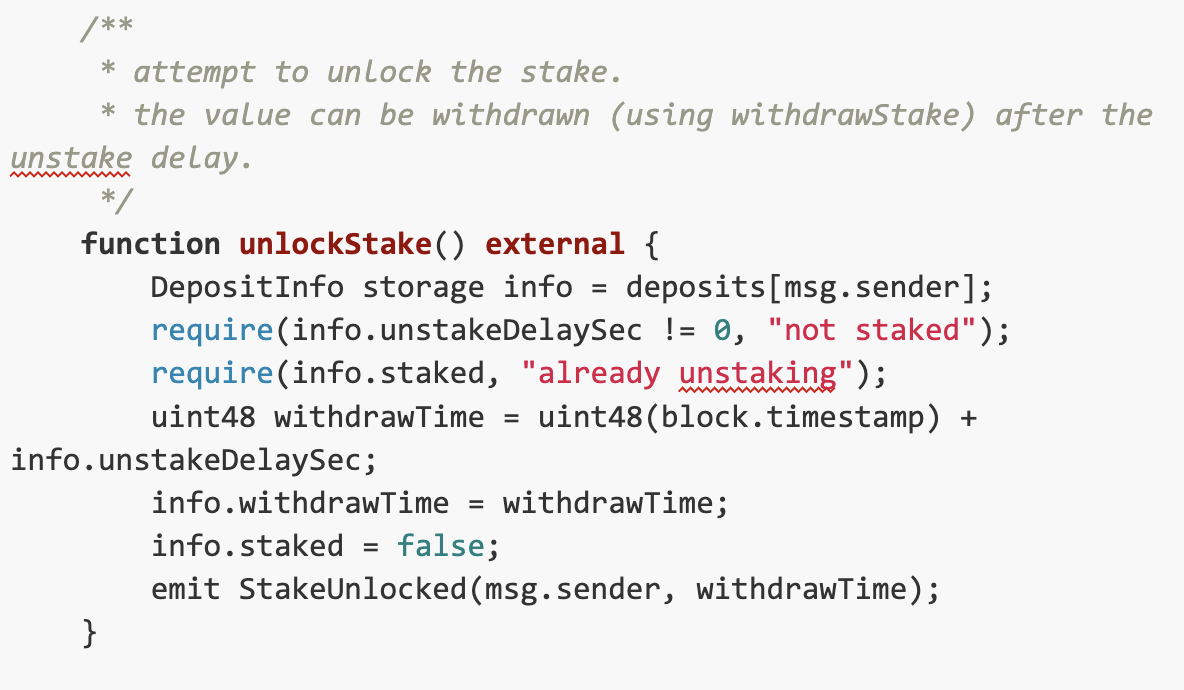 /**
* attempt to unlock the stake.
* the value can be withdrawn (using withdrawStake) after the
unstake delay.
*/
function unlockStake() external {
DepositInfo storage info = deposits[msg.sender];
require(info.unstakeDelaySec != 0, "not staked");
require(info.staked, "already unstaking");
uint48 withdrawTime = uint48(block.timestamp) +
info.unstakeDelaySec;
info.withdrawTime = withdrawTime;
info.staked = false;
emit StakeUnlocked(msg.sender, withdrawTime);
}